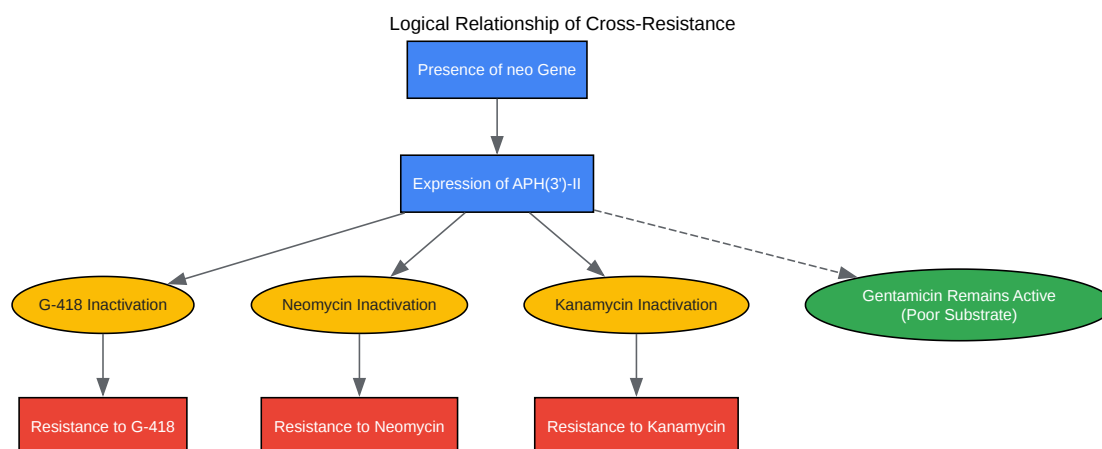 Logical Relationship of Cross-Resistance
Presence of neo Gene
Expression of APH(3')-II
G-418 Inactivation
Neomycin Inactivation
Kanamycin Inactivation
Gentamicin Remains Active
(Poor Substrate)
Resistance to G-418
Resistance to Neomycin
Resistance to Kanamycin